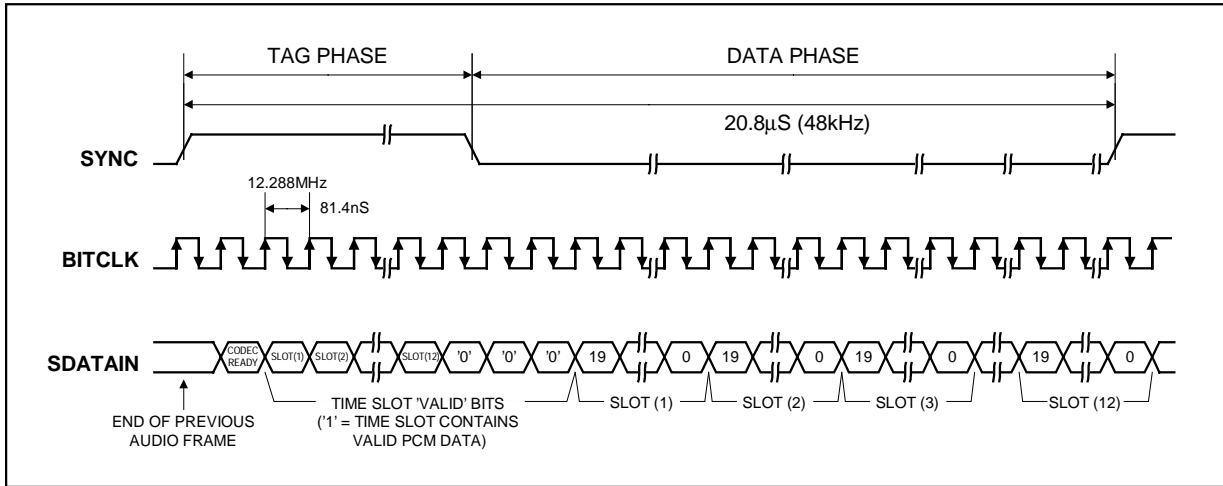 TAG PHASE
DATA PHASE
20.8µS (48kHz)
SYNC
12.288MHz
81.4nS
BITCLK
SDATAIN
CODEC
READY
SLOT(1)
SLOT(2)
SLOT(12)
'0'
'0'
'0'
19
0
19
0
19
0
19
0
END OF PREVIOUS
AUDIO FRAME
TIME SLOT 'VALID' BITS
('1' = TIME SLOT CONTAINS
VALID PCM DATA)
SLOT (1)
SLOT (2)
SLOT (3)
SLOT (12)